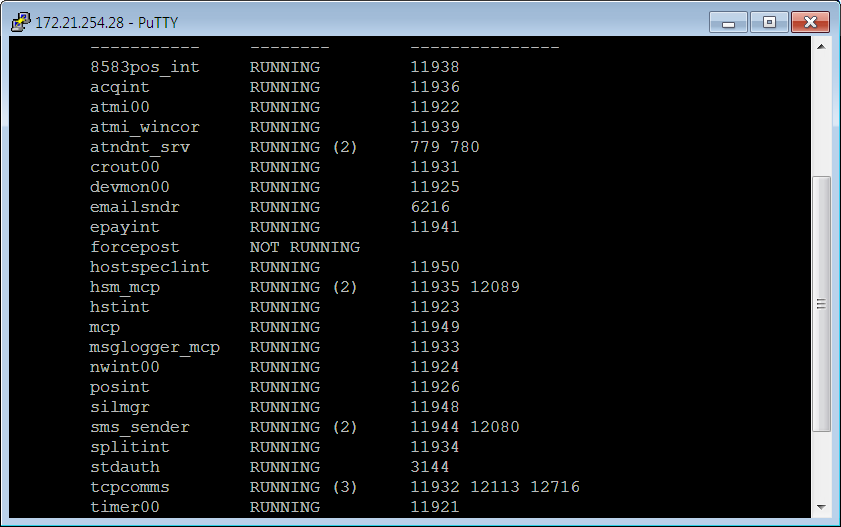 172.21.254.28 - PuTTY
----------- -------- ---------------
8583pos_int RUNNING 11938
acqint RUNNING 11936
atmi00 RUNNING 11922
atmi_wincor RUNNING 11939
atndnt_srv RUNNING (2) 779 780
crout00 RUNNING 11931
devmon00 RUNNING 11925
emailsndr RUNNING 6216
epayint RUNNING 11941
forcepost NOT RUNNING
hostspec1int RUNNING 11950
hsm_mcp RUNNING (2) 11935 12089
hstint RUNNING 11923
mcp RUNNING 11949
msglogger_mcp RUNNING 11933
nwint00 RUNNING 11924
posint RUNNING 11926
silmgr RUNNING 11948
sms_sender RUNNING (2) 11944 12080
splitint RUNNING 11934
stdauth RUNNING 3144
tcpcomms RUNNING (3) 11932 12113 12716
timer00 RUNNING 11921